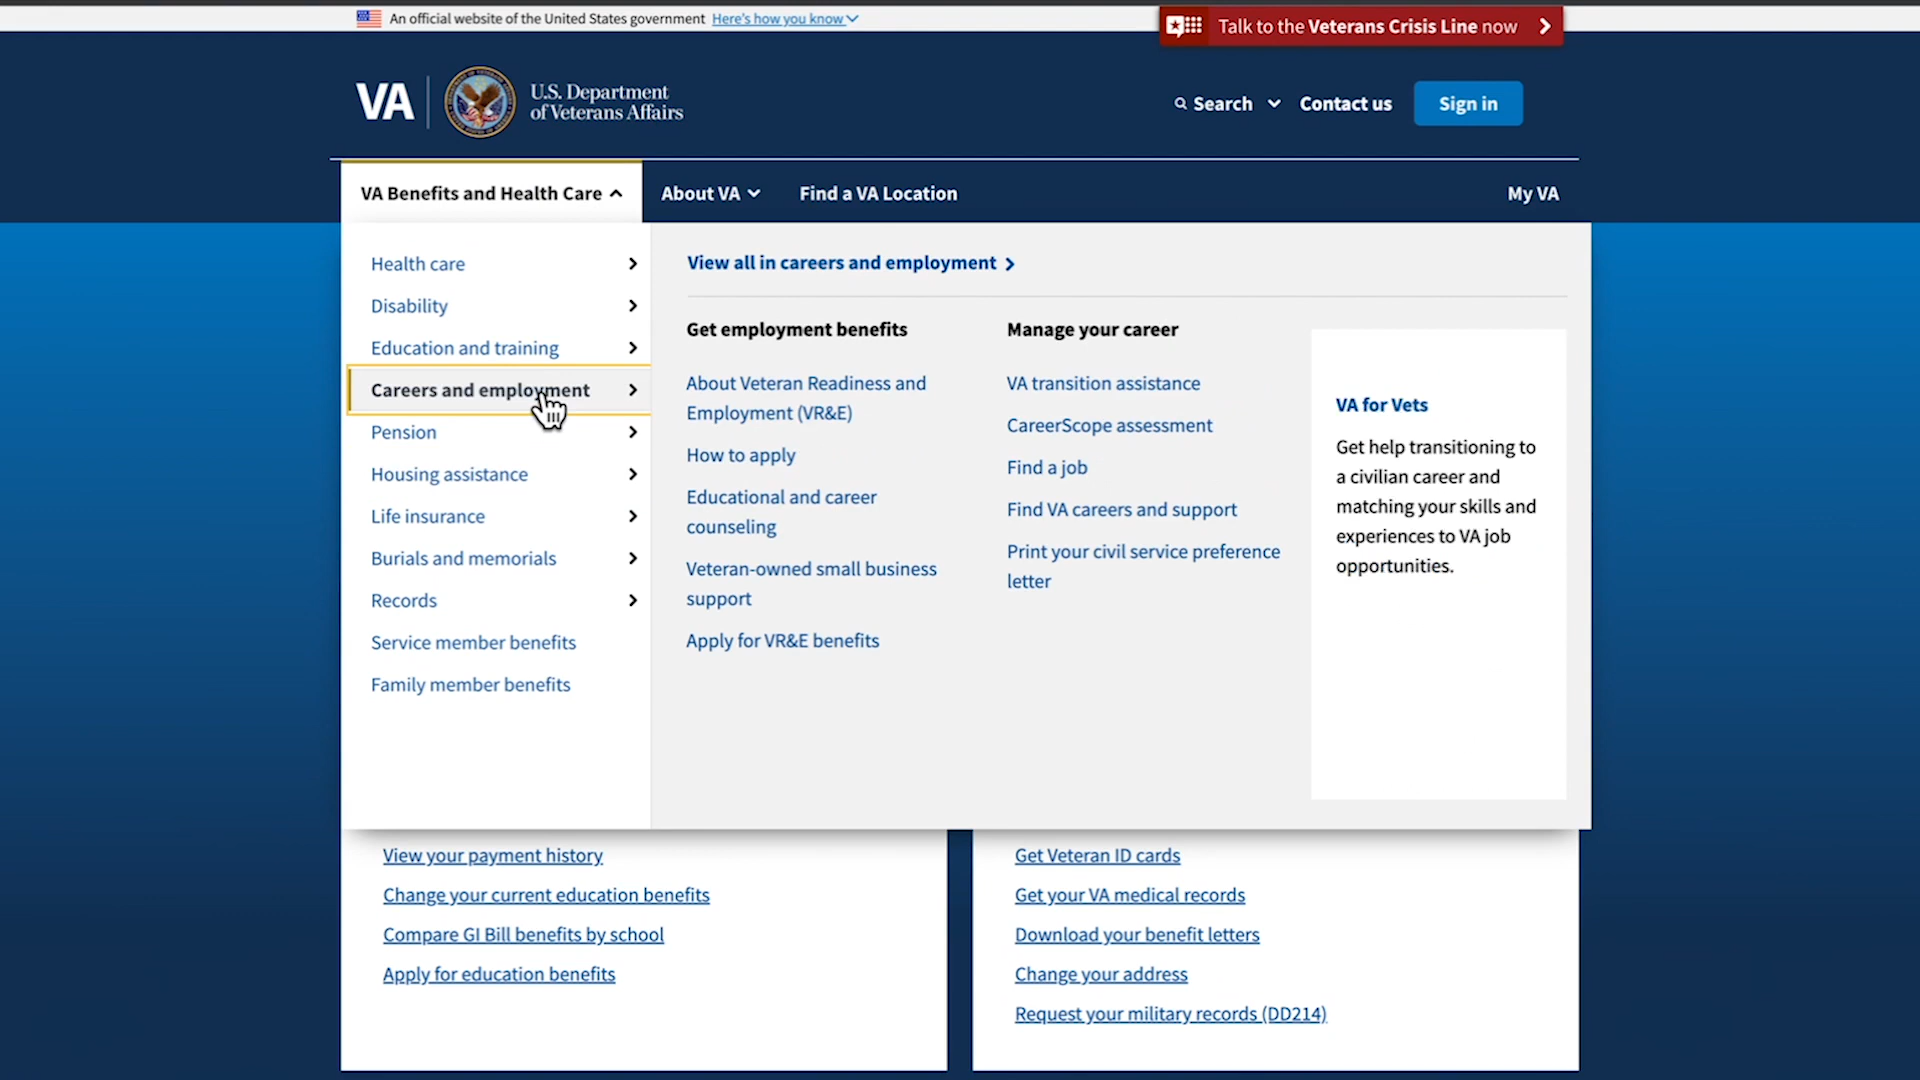 An official website of the United States government Here's how you know
Talk to the Veterans Crisis Line now
VA
U.S. Department
of Veterans Affairs
Search
Contact us
Sign in
VA Benefits and Health Care
About VA
Find a VA Location
My VA
Health care
Disability
Education and training
Careers and employment
Pension
Housing assistance
Life insurance
Burials and memorials
Records
Service member benefits
Family member benefits
View all in careers and employment
Get employment benefits
About Veteran Readiness and
Employment (VR&E)
How to apply
Educational and career
counseling
Veteran-owned small business
support
Apply for VR&E benefits
Manage your career
VA transition assistance
CareerScope assessment
Find a job
Find VA careers and support
Print your civil service preference
letter
VA for Vets
Get help transitioning to
a civilian career and
matching your skills and
experiences to VA job
opportunities.
View your payment history
Change your current education benefits
Compare GI Bill benefits by school
Apply for education benefits
Get Veteran ID cards
Get your VA medical records
Download your benefit letters
Change your address
Request your military records (DD214)